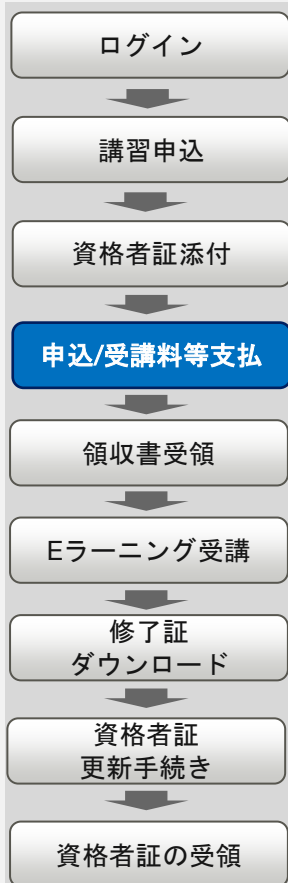 ログイン
講習申込
資格者証添付
申込/受講料等支払
領収書受領
Eラーニング受講
修了証
ダウンロード
資格者証
更新手続き
資格者証の受領